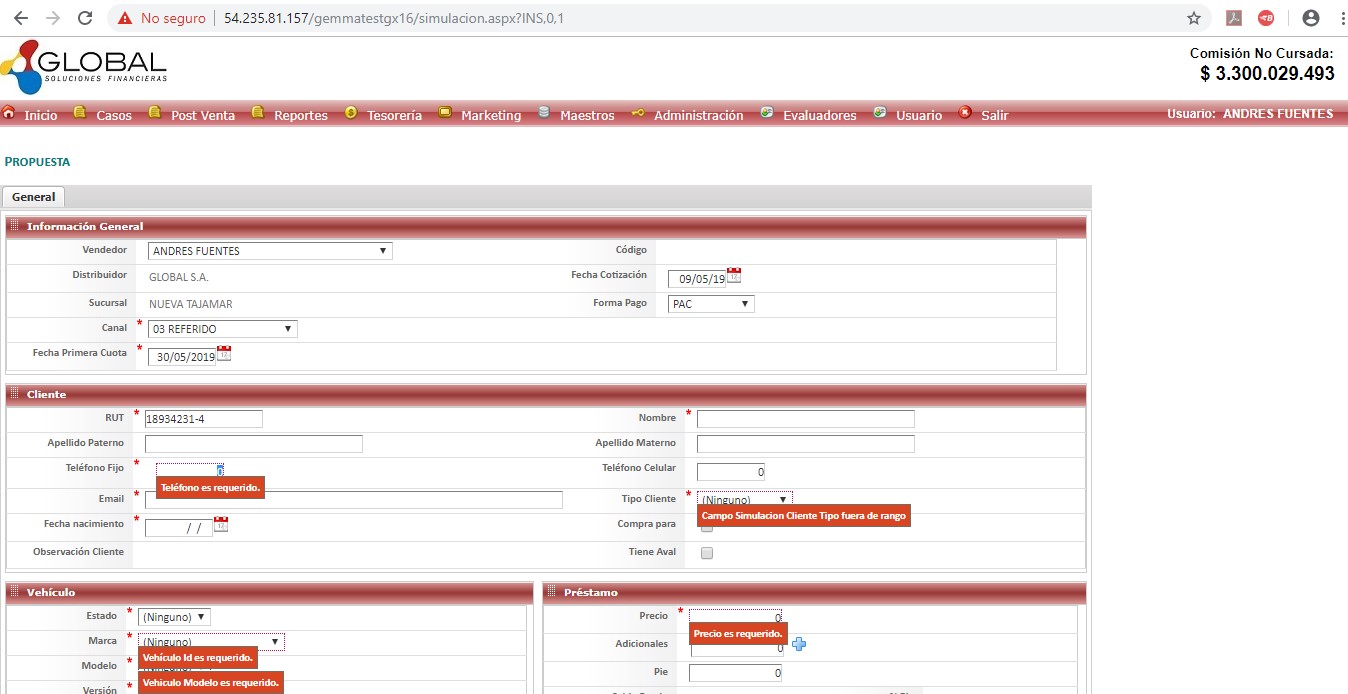 No seguro | 54.235.81.157/gemmatestgx16/simulacion.aspx?INS,0,1
GLOBAL
SOLUCIONES FINANCIERAS
Comisión No Cursada:
$ 3.300.029.493
Inicio Casos Post Venta Reportes Tesorería Marketing Maestros Administración Evaluadores Usuario Salir Usuario: ANDRES FUENTES
PROPUESTA
General
Información General
Vendedor ANDRES FUENTES Código
Distribuidor GLOBAL S.A. Fecha Cotización 09/05/19
Sucursal NUEVA TAJAMAR Forma Pago PAC
Canal * 03 REFERIDO
Fecha Primera Cuota * 30/05/2019
Cliente
RUT * 18934231-4 Nombre *
Apellido Paterno Apellido Materno
Teléfono Fijo * 0 Teléfono Celular 0
Teléfono es requerido.
Email * Tipo Cliente * (Ninguno)
Campo Simulacion Cliente Tipo fuera de rango
Fecha nacimiento * / / Compra para
Observación Cliente Tiene Aval
Vehículo
Estado * (Ninguno)
Marca * (Ninguno)
Vehículo Id es requerido.
Modelo *
Vehiculo Modelo es requerido.
Versión *
Préstamo
Precio * 0
Precio es requerido.
Adicionales 0
Pie 0